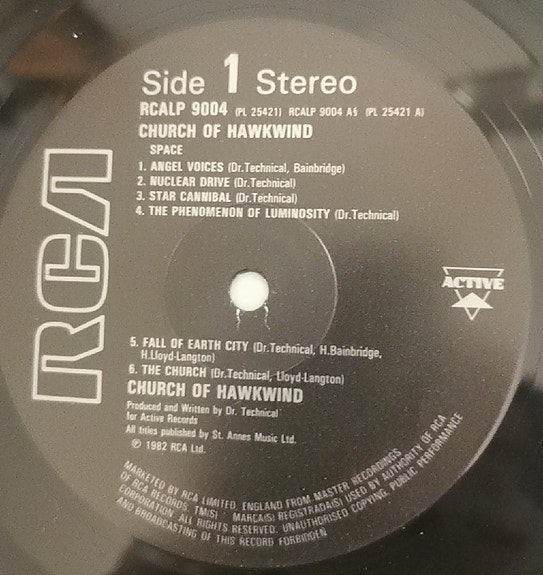 Side 1 Stereo
RCALP 9004 (PL 25421) RCALP 9004 A§ (PL 25421 A)
CHURCH OF HAWKWIND
SPACE
1. ANGEL VOICES (Dr.Technical, Bainbridge)
2. NUCLEAR DRIVE (Dr.Technical)
3. STAR CANNIBAL (Dr.Technical)
4. THE PHENOMENON OF LUMINOSITY (Dr.Technical)
RCA
ACTIVE
5. FALL OF EARTH CITY (Dr.Technical, H.Bainbridge,
H.Lloyd-Langton)
6. THE CHURCH (Dr.Technical, Lloyd-Langton)
CHURCH OF HAWKWIND
Produced and Written by Dr. Technical
for Active Records
All titles published by St. Annes Music Ltd.
℗ 1982 RCA Ltd.
MARKETED BY RCA LIMITED, ENGLAND FROM MASTER RECORDINGS
OF RCA RECORDS. TM(S) MARCA(S) REGISTRADA(S) USED BY AUTHORITY OF RCA
CORPORATION. ALL RIGHTS RESERVED. UNAUTHORISED COPYING, PUBLIC PERFORMANCE
AND BROADCASTING OF THIS RECORD FORBIDDEN